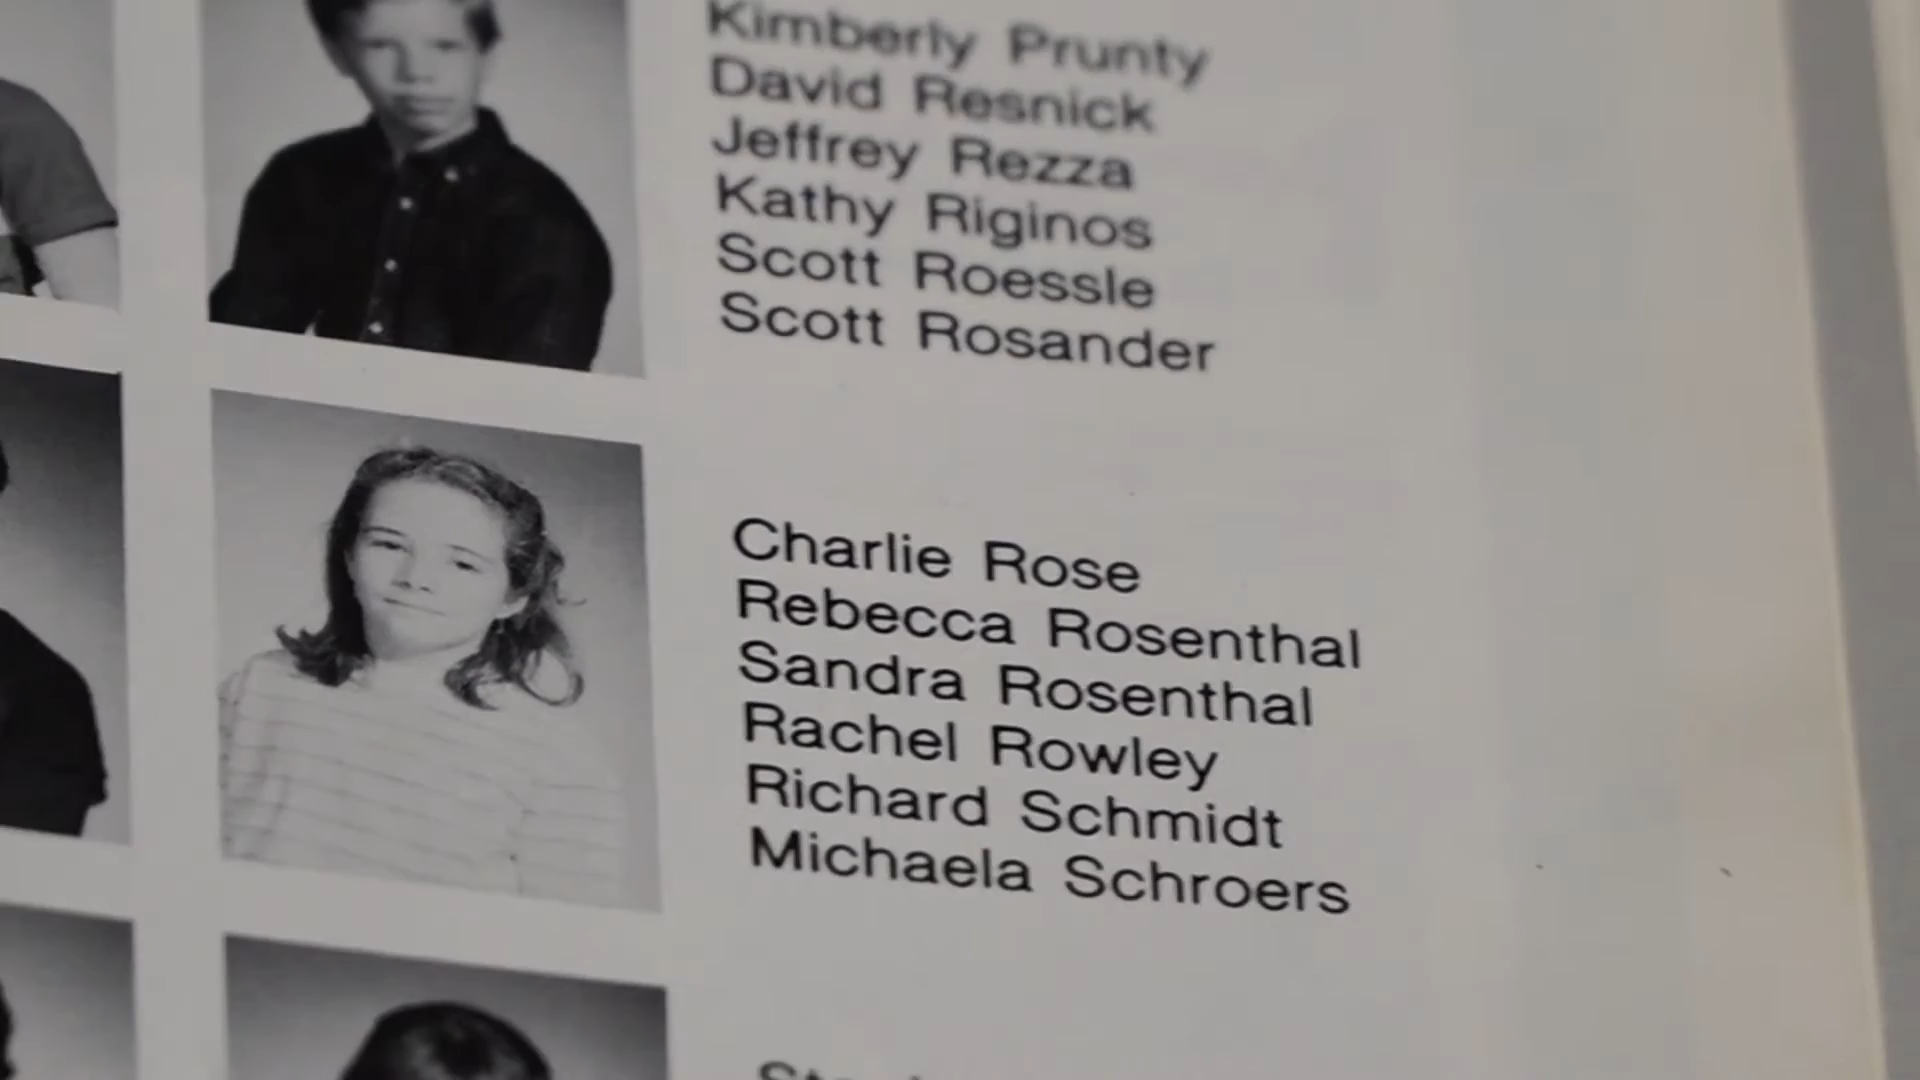 Kimberly Prunty
David Resnick
Jeffrey Rezza
Kathy Riginos
Scott Roessle
Scott Rosander
Charlie Rose
Rebecca Rosenthal
Sandra Rosenthal
Rachel Rowley
Richard Schmidt
Michaela Schroers